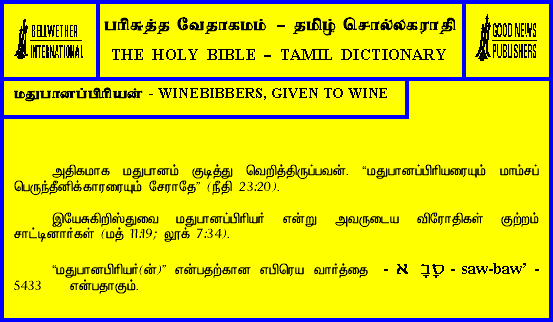 BELLWETHER
INTERNATIONAL
பரிசுத்த வேதாகமம் – தமிழ் சொல்லகராதி
THE HOLY BIBLE – TAMIL DICTIONARY
GOOD NEWS
PUBLISHERS
மதுபானப்பிரியன் - WINEBIBBERS, GIVEN TO WINE
அதிகமாக மதுபானம் குடித்து வெறித்திருப்பவன். “மதுபானப்பிரியரையும் மாம்சப்
பெருந்தீனிக்காரரையும் சேராதே” (நீதி 23:20).
இயேசுகிறிஸ்துவை மதுபானப்பிரியர் என்று அவருடைய விரோதிகள் குற்றம்
சாட்டினார்கள் (மத் 11:19; லூக் 7:34).
“மதுபானபிரியர்(ன்)” என்பதற்கான எபிரெய வார்த்தை - סָבָא - saw-baw’ -
5433 என்பதாகும்.